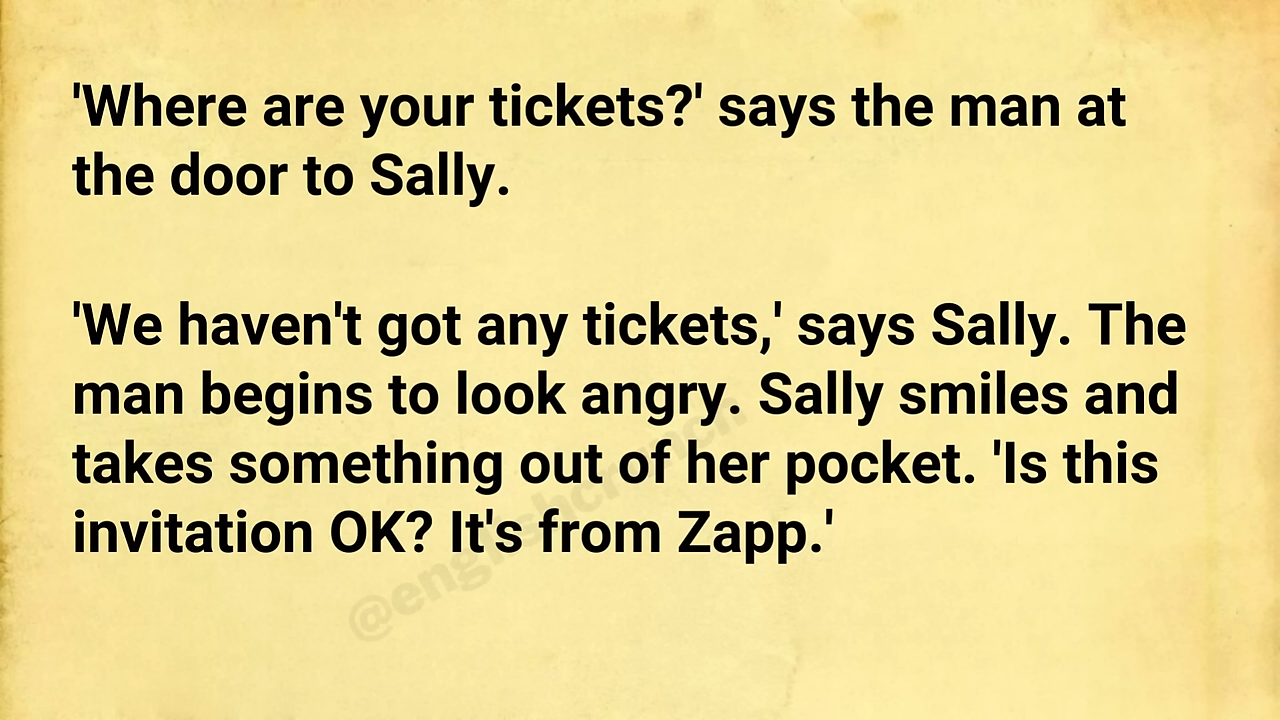 'Where are your tickets?' says the man at
the door to Sally.
'We haven't got any tickets,' says Sally. The
man begins to look angry. Sally smiles and
takes something out of her pocket. 'Is this
invitation OK? It's from Zapp.'